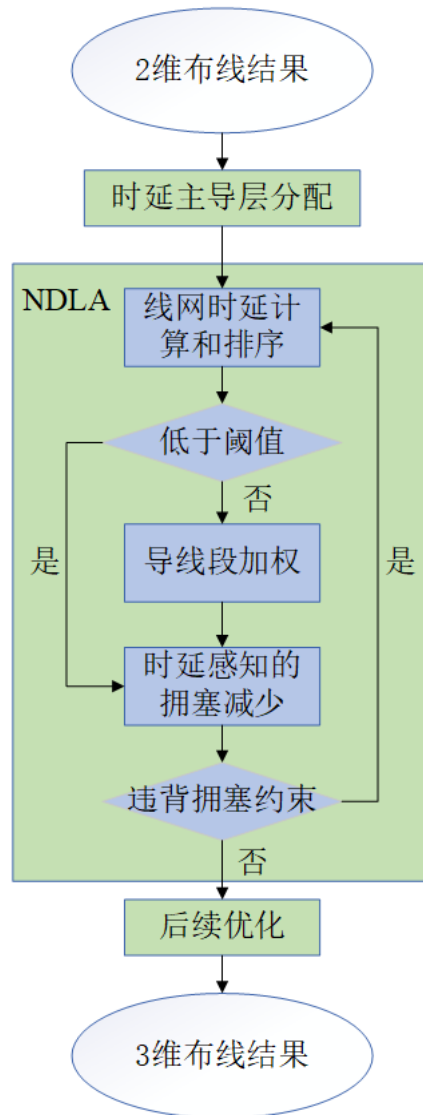 2维布线结果
时延主导层分配
NDLA
线网时延计
算和排序
低于阈值
否
是
是
导线段加权
时延感知的
拥塞减少
违背拥塞约束
否
后续优化
3维布线结果